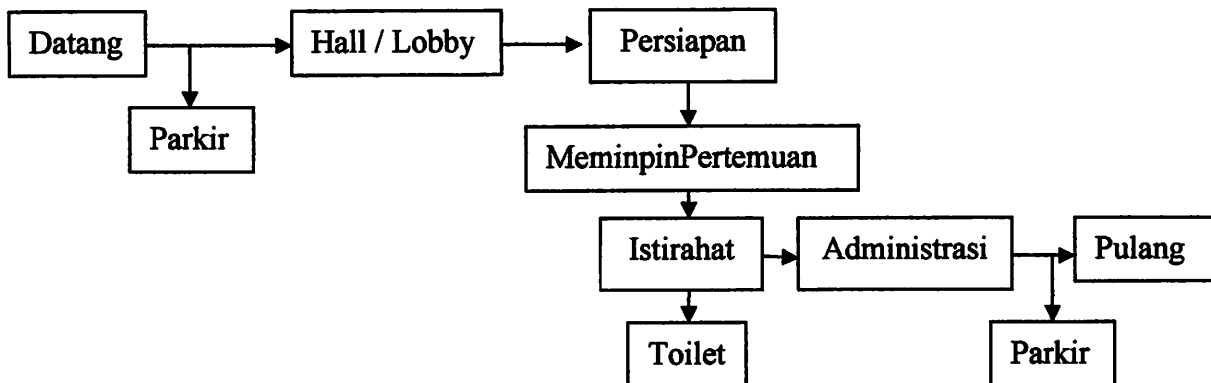 Datang
Hall / Lobby
Persiapan
Parkir
MeminpinPertemuan
Istirahat
Administrasi
Pulang
Toilet
Parkir